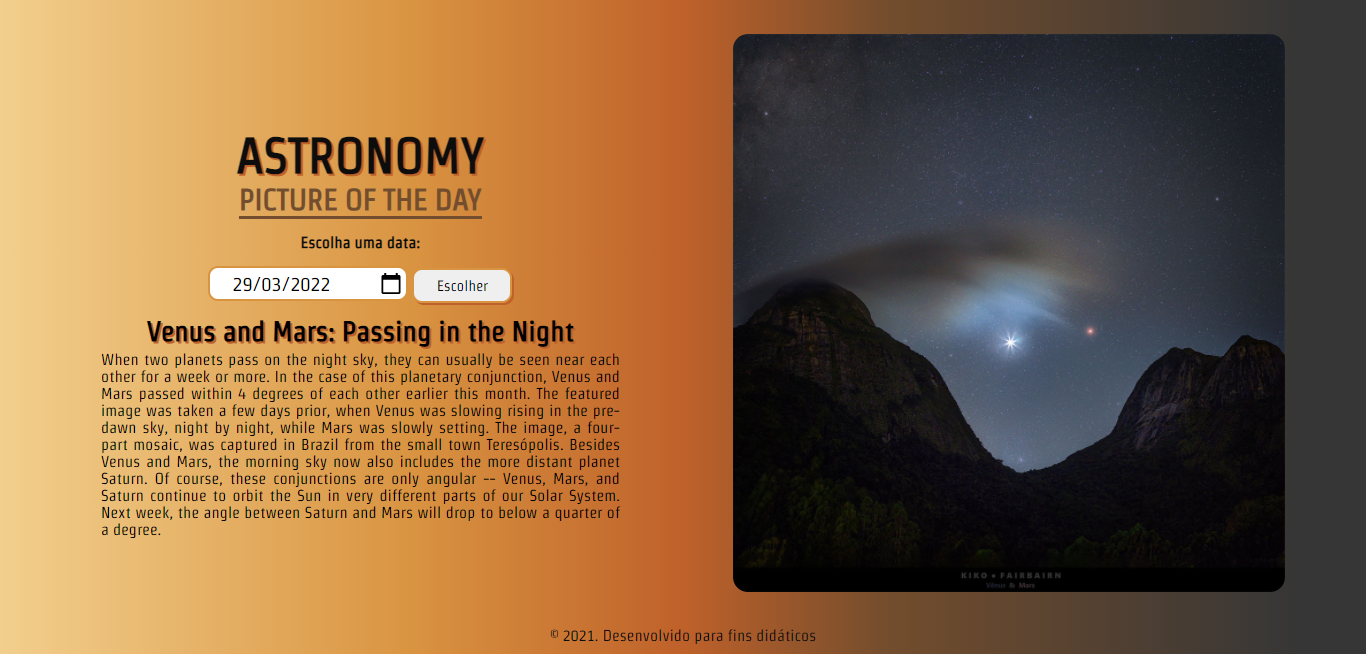 ASTRONOMY
PICTURE OF THE DAY
Escolha uma data:
29/03/2022
Escolher
Venus and Mars: Passing in the Night
When two planets pass on the night sky, they can usually be seen near each
other for a week or more. In the case of this planetary conjunction, Venus and
Mars passed within 4 degrees of each other earlier this month. The featured
image was taken a few days prior, when Venus was slowing rising in the pre-
dawn sky, night by night, while Mars was slowly setting. The image, a four-
part mosaic, was captured in Brazil from the small town Teresópolis. Besides
Venus and Mars, the morning sky now also includes the more distant planet
Saturn. Of course, these conjunctions are only angular -- Venus, Mars, and
Saturn continue to orbit the Sun in very different parts of our Solar System.
Next week, the angle between Saturn and Mars will drop to below a quarter of
a degree.
KIKO • FAIRBAIRN
Vênus & Mars
© 2021. Desenvolvido para fins didáticos